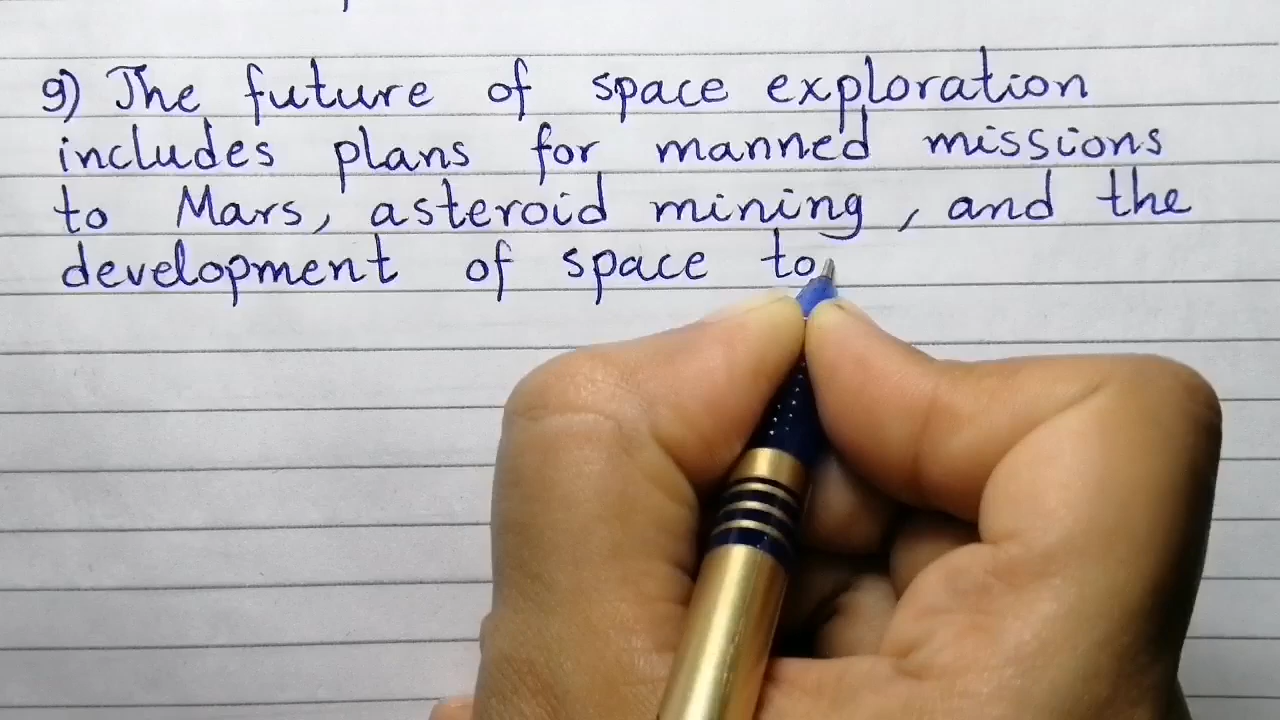 9) The future of space exploration
includes plans for manned missions
to Mars, asteroid mining, and the
development of space to